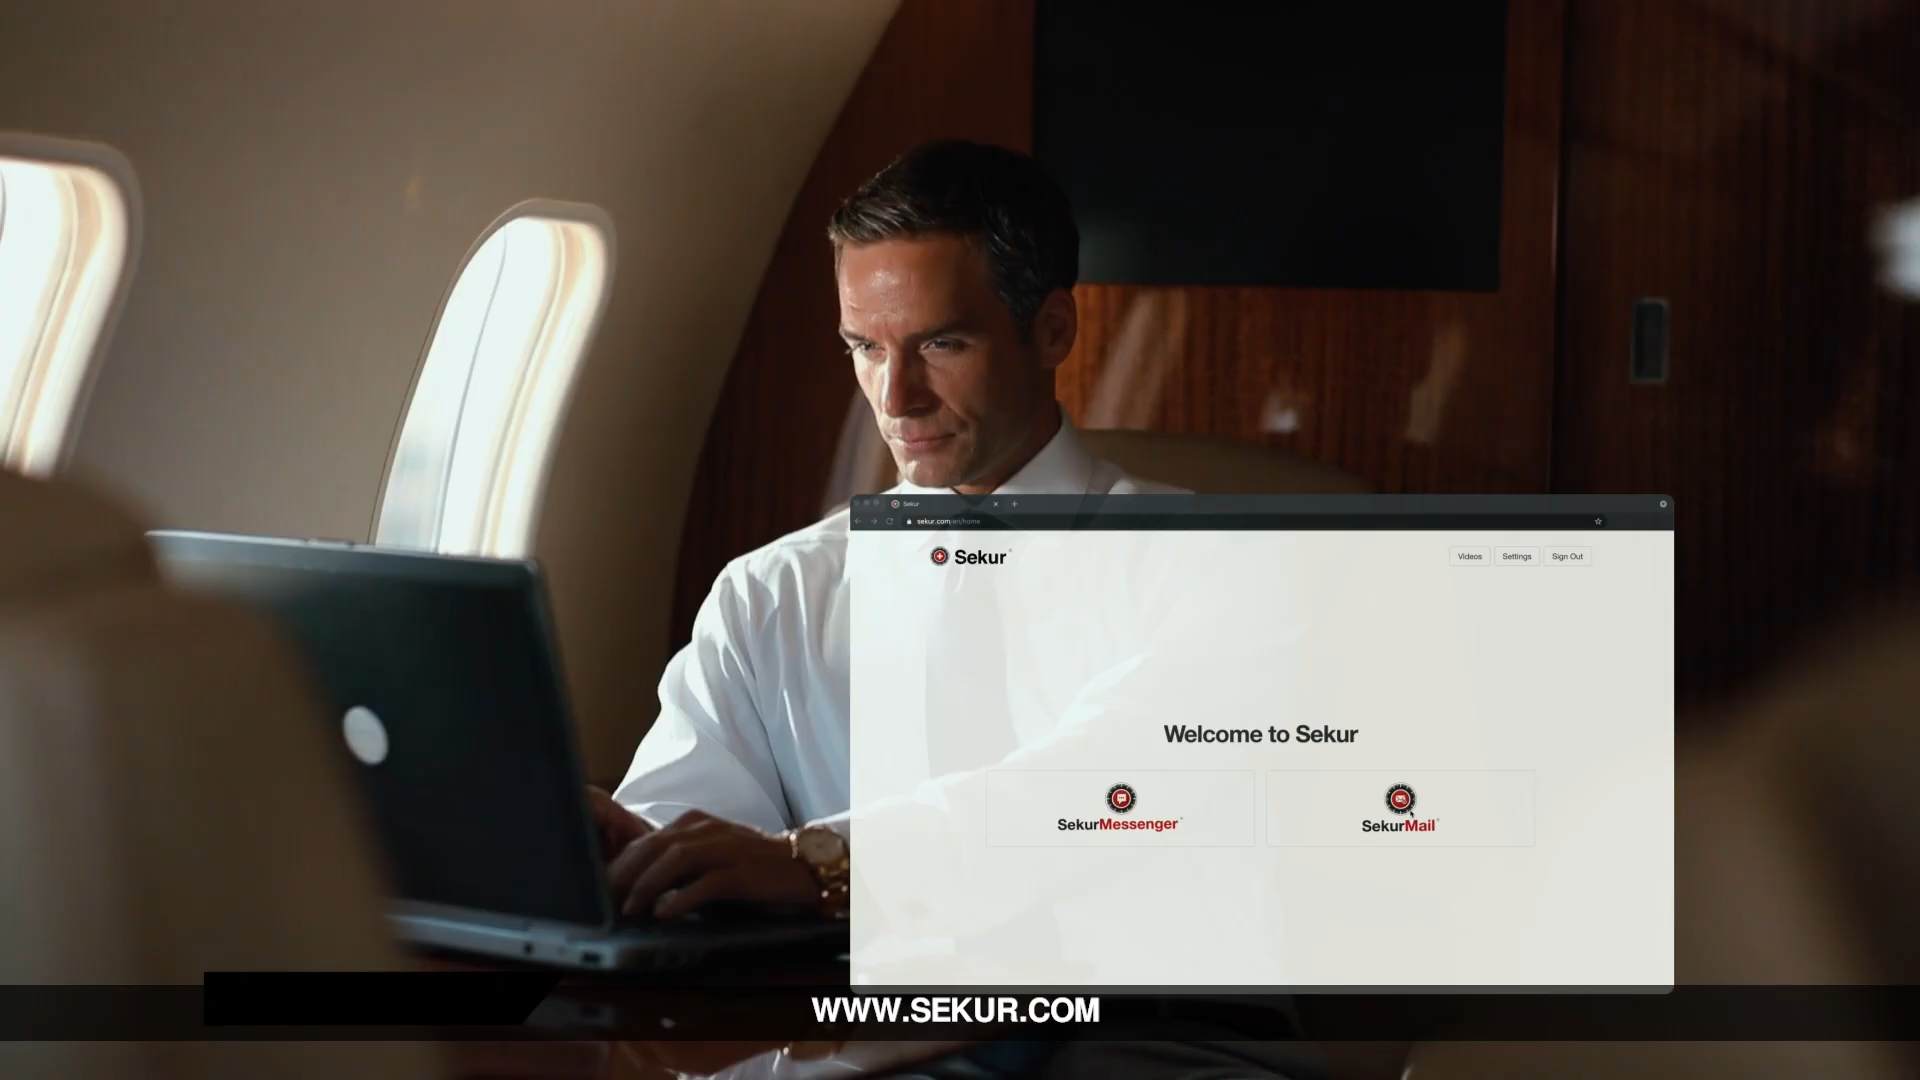 Sekur
sekur.com/en/home
Sekur
Videos
Settings
Sign Out
Welcome to Sekur
SekurMessenger
SekurMail
WWW.SEKUR.COM